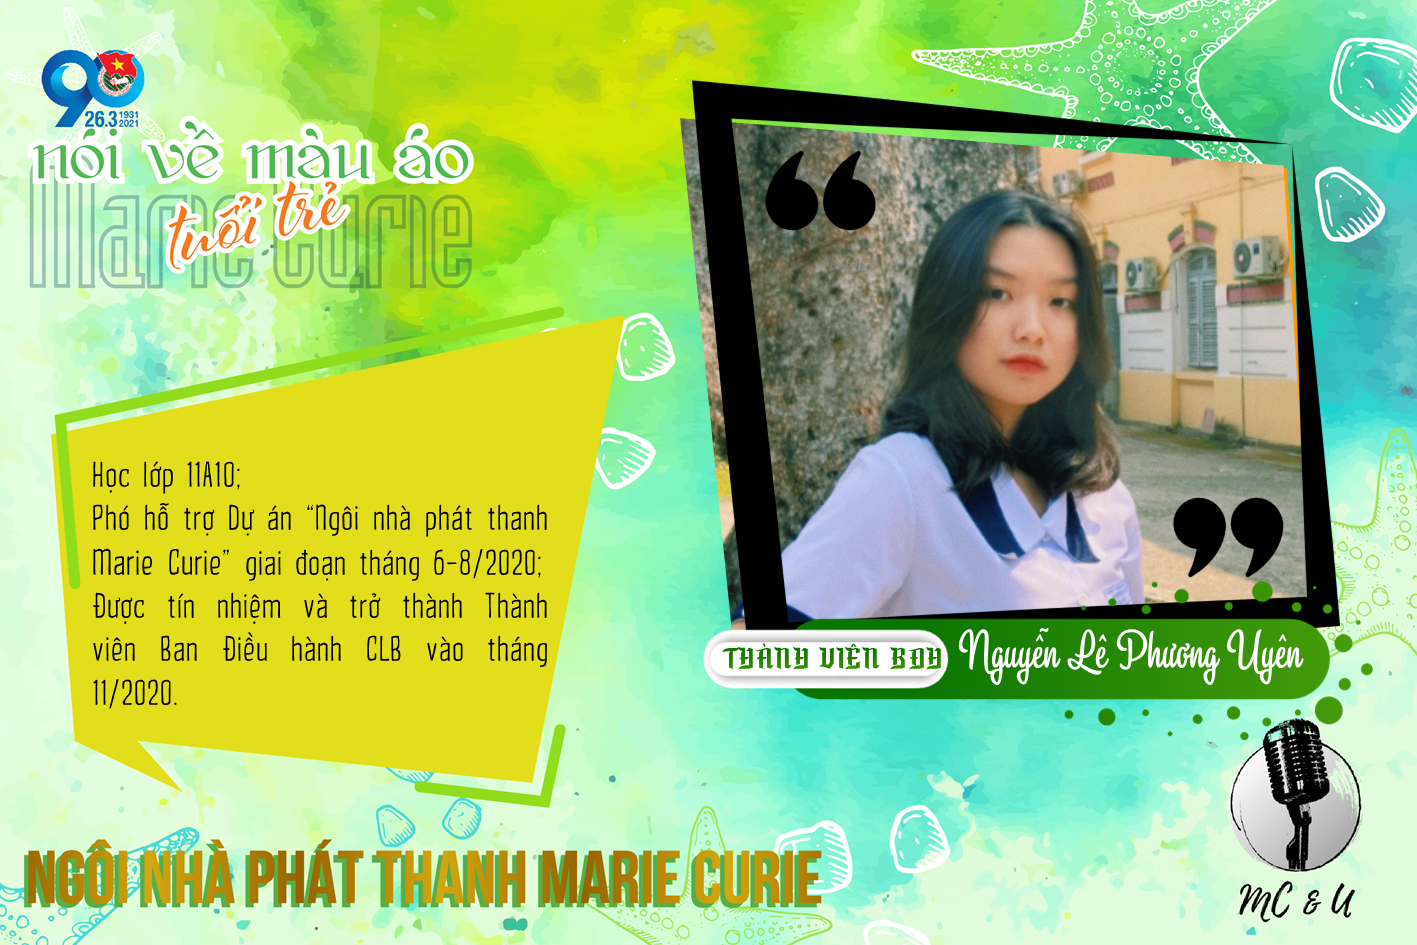 90
26.3 1931
2021
nói về màu áo
tuổi trẻ
Marie Curie
Học lớp 11A10;
Phó hỗ trợ Dự án “Ngôi nhà phát thanh
Marie Curie” giai đoạn tháng 6-8/2020;
Được tín nhiệm và trở thành Thành
viên Ban Điều hành CLB vào tháng
11/2020.
“
”
THÀNH VIÊN BĐH
Nguyễn Lê Phương Uyên
NGÔI NHÀ PHÁT THANH MARIE CURIE
MC & U